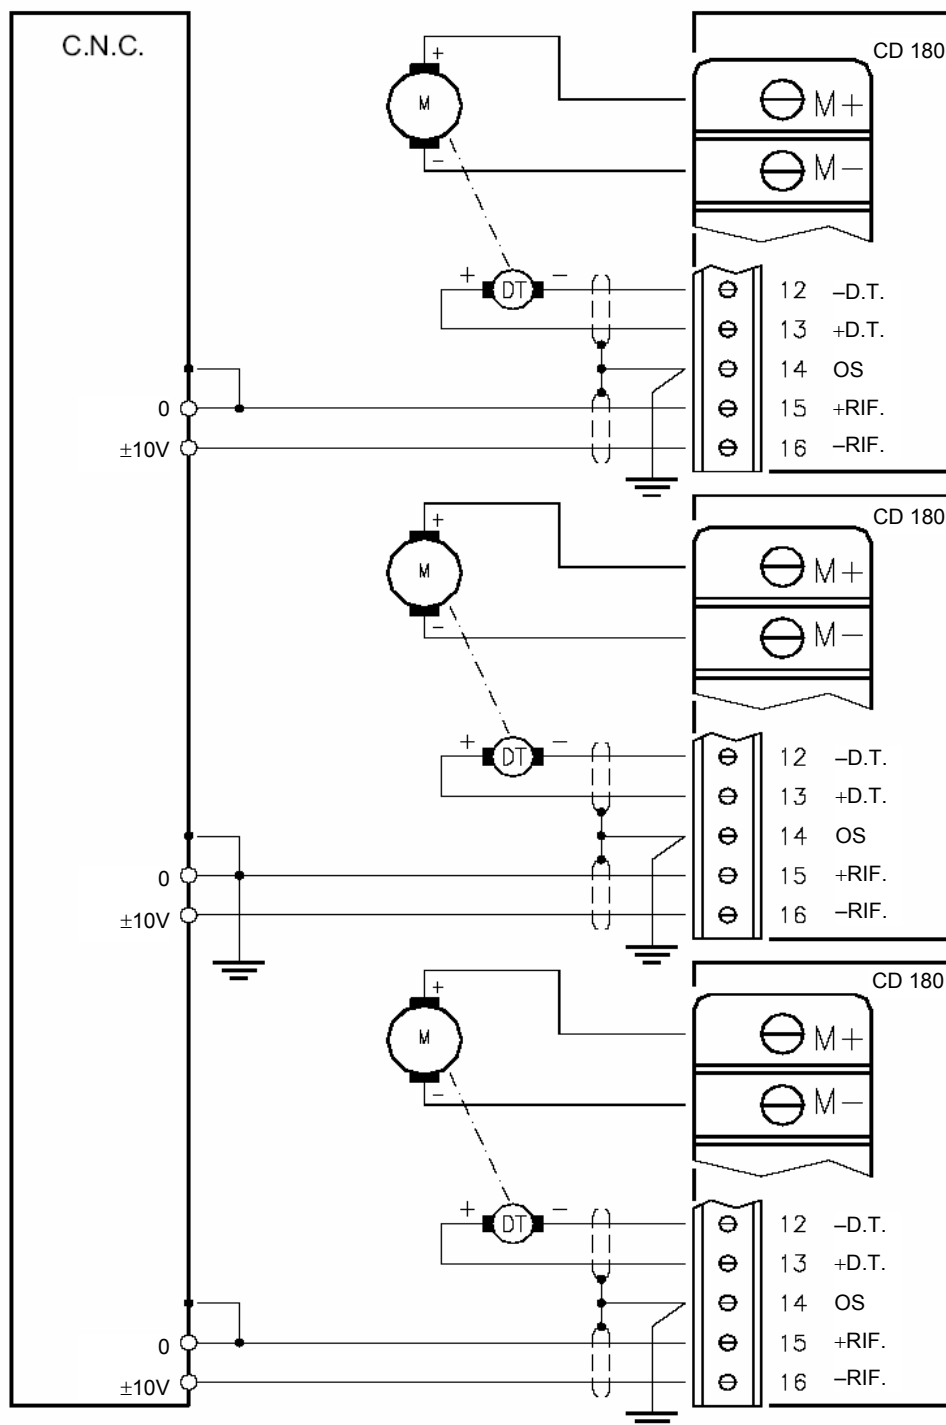 C.N.C.
CD 180
+
M
M+
−
M−
+ DT −
12 −D.T.
13 +D.T.
14 OS
0 15 +RIF.
±10V 16 −RIF.
CD 180
+
M
M+
−
M−
+ DT −
12 −D.T.
13 +D.T.
14 OS
0 15 +RIF.
±10V 16 −RIF.
CD 180
+
M
M+
−
M−
+ DT −
12 −D.T.
13 +D.T.
14 OS
0 15 +RIF.
±10V 16 −RIF.